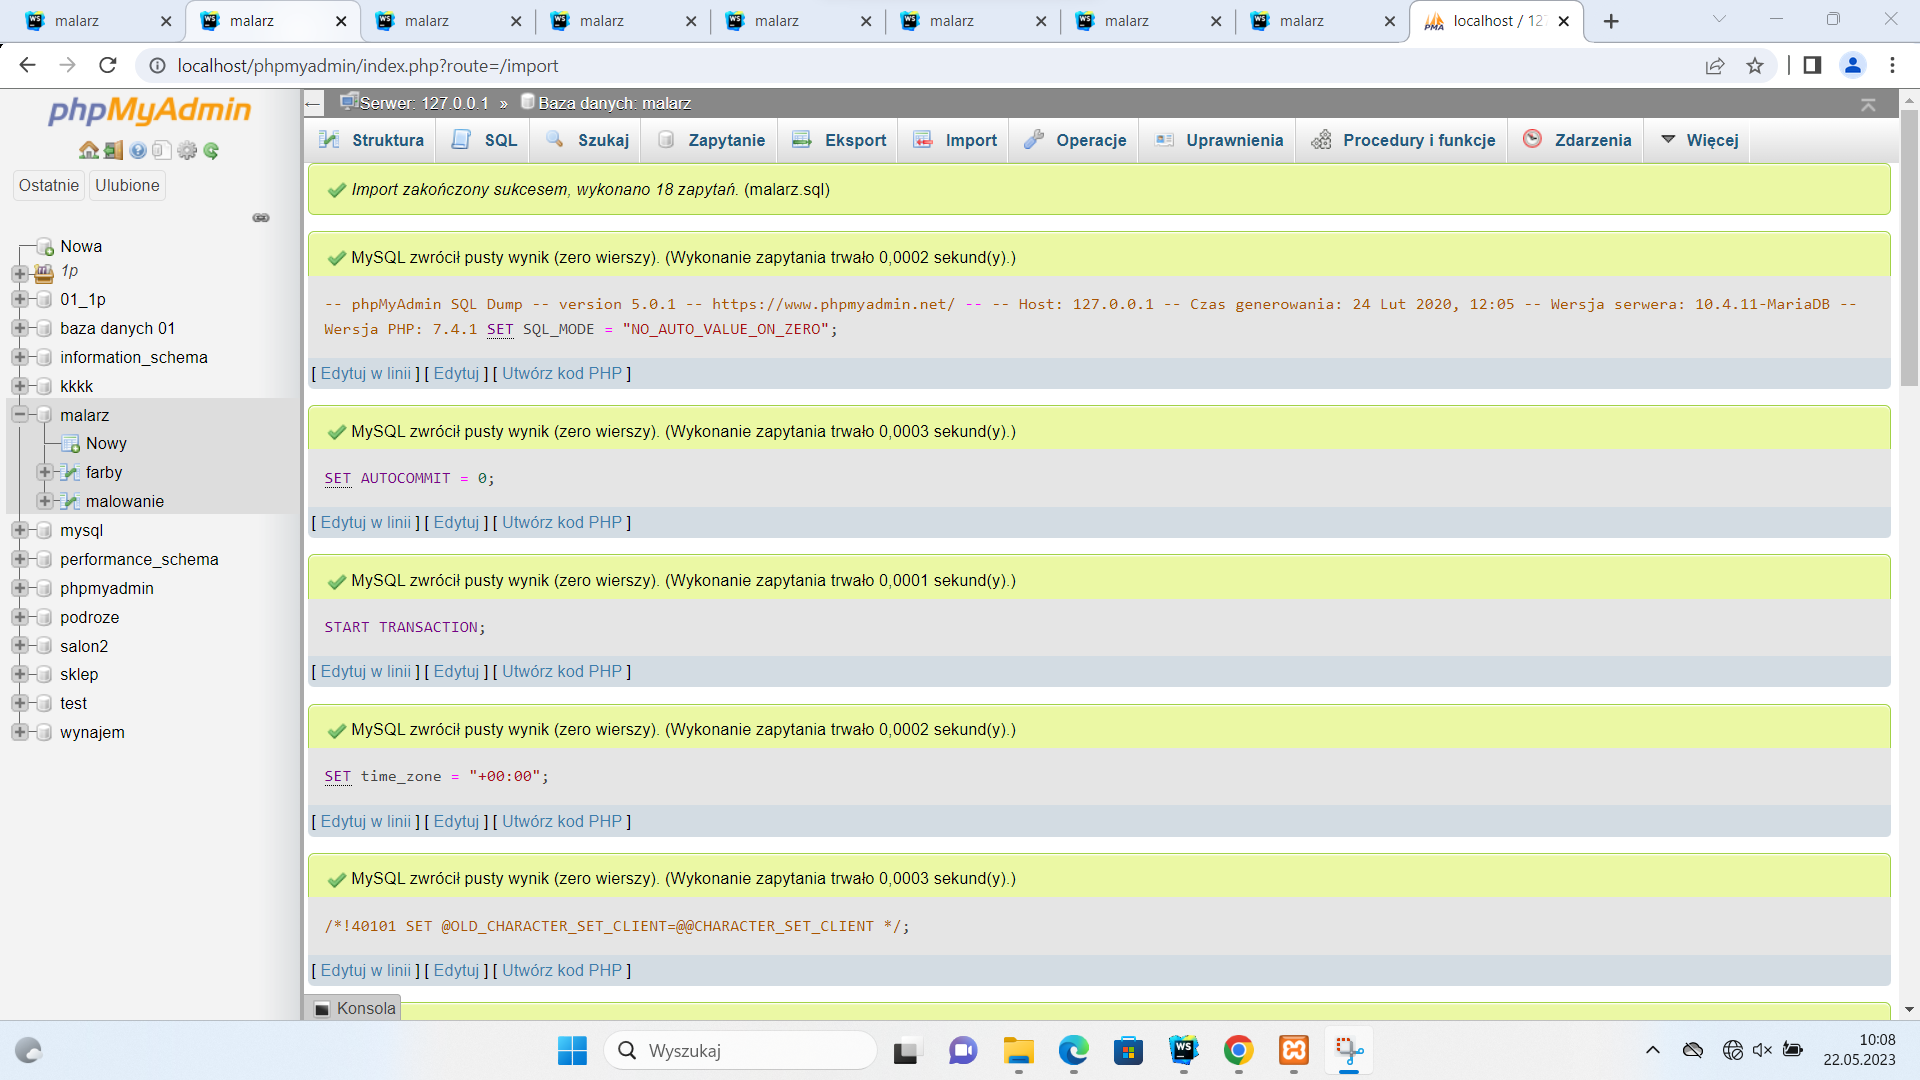 malarz
malarz
malarz
malarz
malarz
malarz
malarz
malarz
localhost / 127
localhost/phpmyadmin/index.php?route=/import
phpMyAdmin
Ostatnie
Ulubione
Nowa
1p
01_1p
baza danych 01
information_schema
kkkk
malarz
Nowy
farby
malowanie
mysql
performance_schema
phpmyadmin
podroze
salon2
sklep
test
wynajem
Serwer: 127.0.0.1 » Baza danych: malarz
Struktura
SQL
Szukaj
Zapytanie
Eksport
Import
Operacje
Uprawnienia
Procedury i funkcje
Zdarzenia
Więcej
Import zakończony sukcesem, wykonano 18 zapytań. (malarz.sql)
MySQL zwrócił pusty wynik (zero wierszy). (Wykonanie zapytania trwało 0,0002 sekund(y).)
-- phpMyAdmin SQL Dump -- version 5.0.1 -- https://www.phpmyadmin.net/ -- -- Host: 127.0.0.1 -- Czas generowania: 24 Lut 2020, 12:05 -- Wersja serwera: 10.4.11-MariaDB --
Wersja PHP: 7.4.1 SET SQL_MODE = "NO_AUTO_VALUE_ON_ZERO";
[ Edytuj w linii ] [ Edytuj ] [ Utwórz kod PHP ]
MySQL zwrócił pusty wynik (zero wierszy). (Wykonanie zapytania trwało 0,0003 sekund(y).)
SET AUTOCOMMIT = 0;
[ Edytuj w linii ] [ Edytuj ] [ Utwórz kod PHP ]
MySQL zwrócił pusty wynik (zero wierszy). (Wykonanie zapytania trwało 0,0001 sekund(y).)
START TRANSACTION;
[ Edytuj w linii ] [ Edytuj ] [ Utwórz kod PHP ]
MySQL zwrócił pusty wynik (zero wierszy). (Wykonanie zapytania trwało 0,0002 sekund(y).)
SET time_zone = "+00:00";
[ Edytuj w linii ] [ Edytuj ] [ Utwórz kod PHP ]
MySQL zwrócił pusty wynik (zero wierszy). (Wykonanie zapytania trwało 0,0003 sekund(y).)
/*!40101 SET @OLD_CHARACTER_SET_CLIENT=@@CHARACTER_SET_CLIENT */;
[ Edytuj w linii ] [ Edytuj ] [ Utwórz kod PHP ]
Konsola
Wyszukaj
10:08
22.05.2023